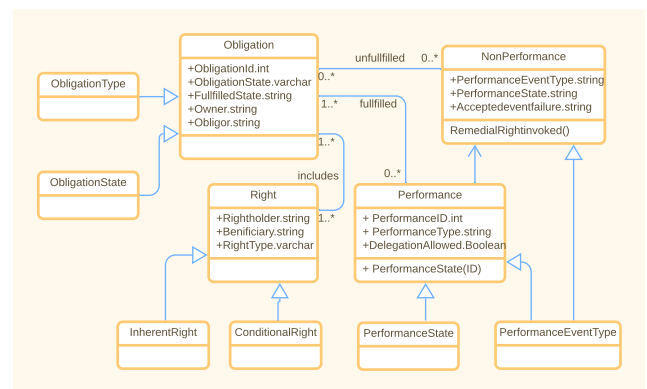 Obligation
+ObligationId.int
+ObligationState.varchar
+FullfilledState.string
+Owner.string
+Obligor.string
unfullfilled
0..*
0..*
NonPerformance
+PerformanceEventType.string
+PerformanceState.string
+Acceptedeventfailure.string
RemedialRightinvoked()
ObligationType
1..*
fullfilled
1..*
includes
0..*
ObligationState
Right
+Rightholder.string
+Benificiary.string
+RightType.varchar
1..*
Performance
+ PerformanceID.int
+ PerformanceType.string
+DelegationAllowed.Boolean
+ PerformanceState(ID)
InherentRight
ConditionalRight
PerformanceState
PerformanceEventType